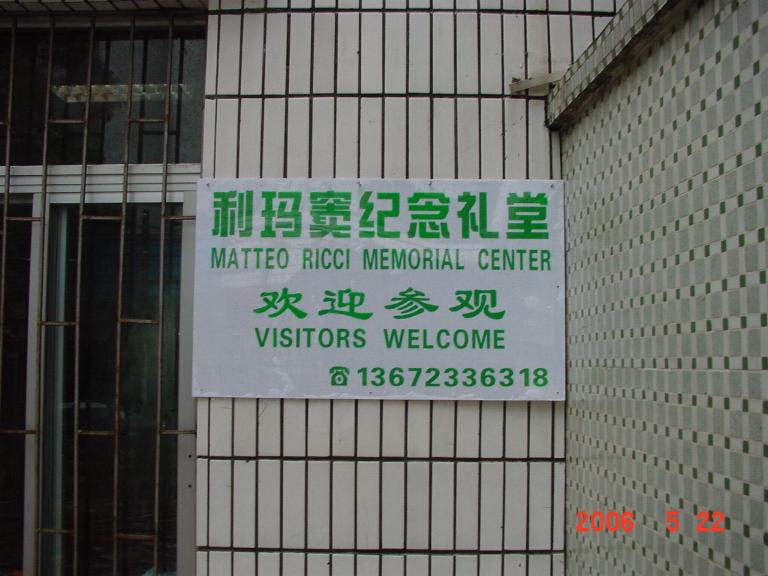 利玛窦纪念礼堂
MATTEO RICCI MEMORIAL CENTER
欢迎参观
VISITORS WELCOME
☎13672336318
2006 5 22